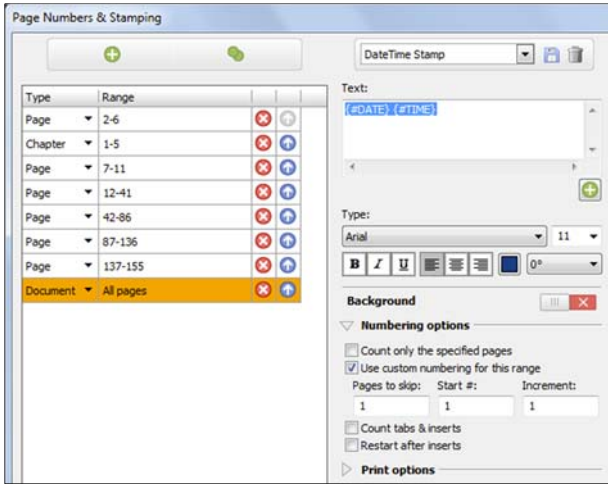 Page Numbers & Stamping
DateTime Stamp
Type Range
Page 2-6
Chapter 1-5
Page 7-11
Page 12-41
Page 42-86
Page 87-136
Page 137-155
Document All pages
Text:
{#DATE} {#TIME}
Type:
Arial 11
B I U 0°
Background
Numbering options
Count only the specified pages
Use custom numbering for this range
Pages to skip: Start #: Increment:
1 1 1
Count tabs & inserts
Restart after inserts
Print options